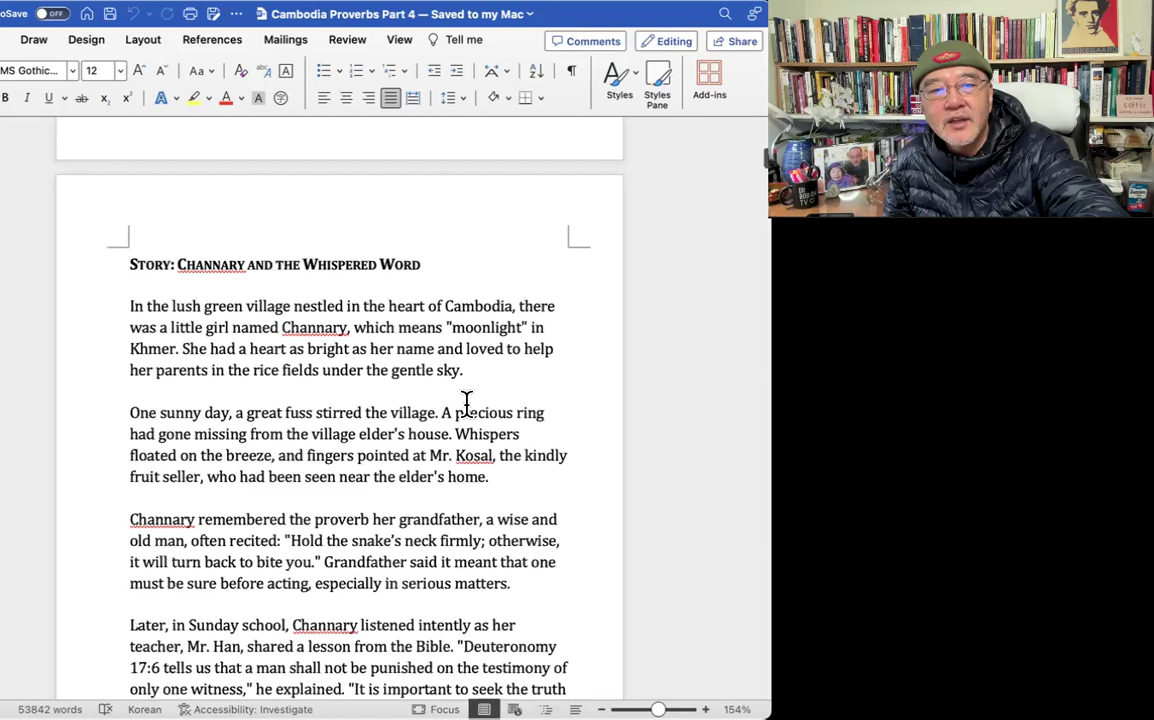 oSave OFF Cambodia Proverbs Part 4 — Saved to my Mac
Draw Design Layout References Mailings Review View Tell me Comments Editing Share
MS Gothic... 12 Aa Styles Styles Pane Add-ins
STORY: CHANNARY AND THE WHISPERED WORD
In the lush green village nestled in the heart of Cambodia, there
was a little girl named Channary, which means "moonlight" in
Khmer. She had a heart as bright as her name and loved to help
her parents in the rice fields under the gentle sky.
One sunny day, a great fuss stirred the village. A precious ring
had gone missing from the village elder's house. Whispers
floated on the breeze, and fingers pointed at Mr. Kosal, the kindly
fruit seller, who had been seen near the elder's home.
Channary remembered the proverb her grandfather, a wise and
old man, often recited: "Hold the snake's neck firmly; otherwise,
it will turn back to bite you." Grandfather said it meant that one
must be sure before acting, especially in serious matters.
Later, in Sunday school, Channary listened intently as her
teacher, Mr. Han, shared a lesson from the Bible. "Deuteronomy
17:6 tells us that a man shall not be punished on the testimony of
only one witness," he explained. "It is important to seek the truth
53842 words Korean Accessibility: Investigate Focus 154%
KIERKEGAARD
COFFEE